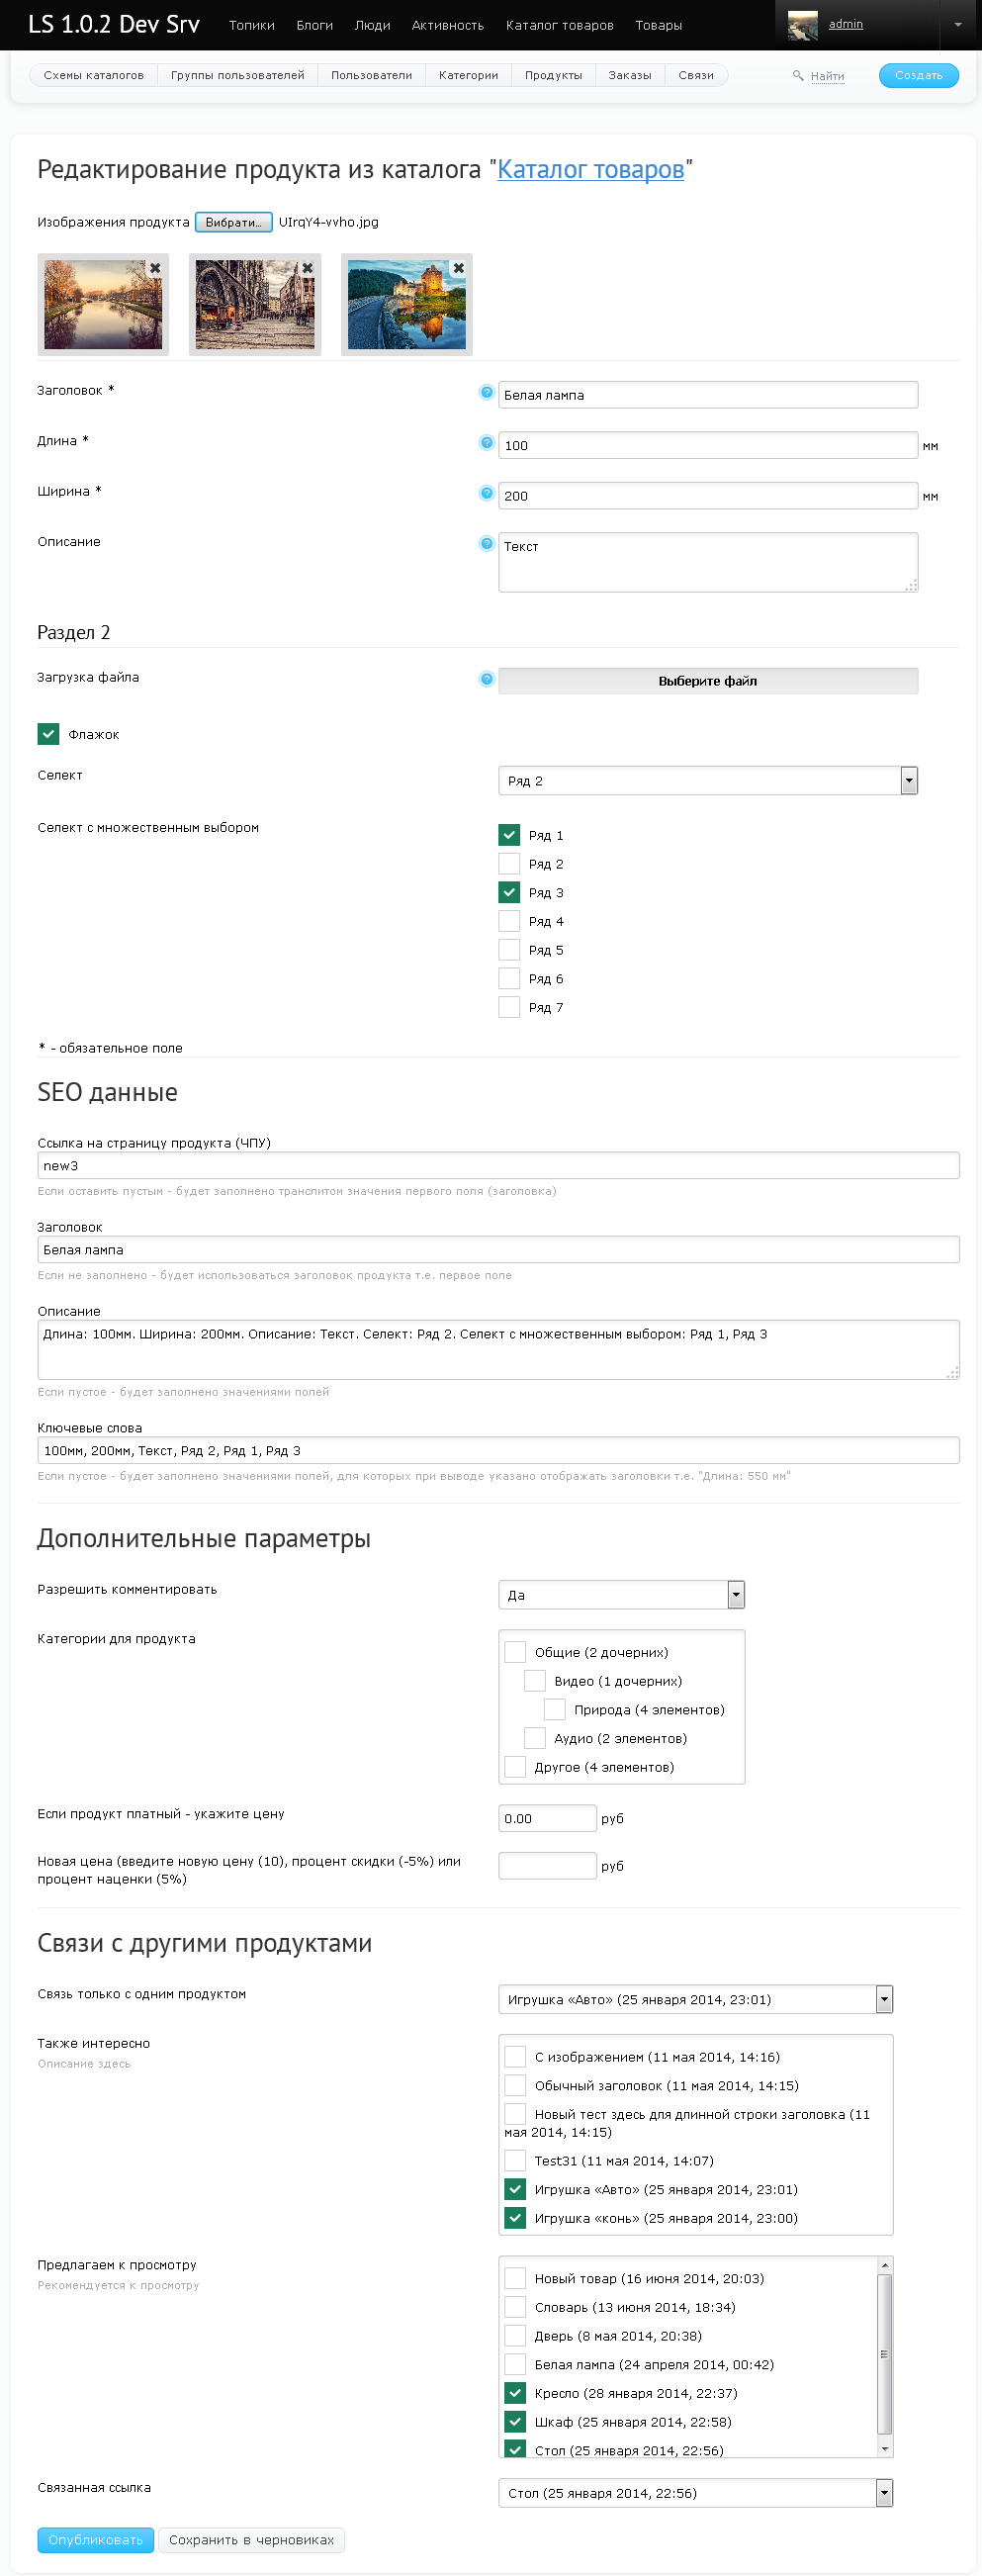 LS 1.0.2 Dev Srv Топики Блоги Люди Активность Каталог товаров Товары admin
Схемы каталогов Группы пользователей Пользователи Категории Продукты Заказы Связи Найти Создать
Редактирование продукта из каталога "Каталог товаров"
Изображения продукта Вибрати... UIrqY4-vvho.jpg
Заголовок * Белая лампа
Длина * 100 мм
Ширина * 200 мм
Описание Текст
Раздел 2
Загрузка файла Выберите файл
Флажок
Селект Ряд 2
Селект с множественным выбором Ряд 1
Ряд 2
Ряд 3
Ряд 4
Ряд 5
Ряд 6
Ряд 7
* - обязательное поле
SEO данные
Ссылка на страницу продукта (ЧПУ)
new3
Если оставить пустым - будет заполнено транслитом значения первого поля (заголовка)
Заголовок
Белая лампа
Если не заполнено - будет использоваться заголовок продукта т.е. первое поле
Описание
Длина: 100мм. Ширина: 200мм. Описание: Текст. Селект: Ряд 2. Селект с множественным выбором: Ряд 1, Ряд 3
Если пустое - будет заполнено значениями полей
Ключевые слова
100мм, 200мм, Текст, Ряд 2, Ряд 1, Ряд 3
Если пустое - будет заполнено значениями полей, для которых при выводе указано отображать заголовки т.е. "Длина: 550 мм"
Дополнительные параметры
Разрешить комментировать Да
Категории для продукта Общие (2 дочерних)
Видео (1 дочерних)
Природа (4 элементов)
Аудио (2 элементов)
Другое (4 элементов)
Если продукт платный - укажите цену 0.00 руб
Новая цена (введите новую цену (10), процент скидки (-5%) или руб
процент наценки (5%)
Связи с другими продуктами
Связь только с одним продуктом Игрушка «Авто» (25 января 2014, 23:01)
Также интересно С изображением (11 мая 2014, 14:16)
Описание здесь Обычный заголовок (11 мая 2014, 14:15)
Новый тест здесь для длинной строки заголовка (11
мая 2014, 14:15)
Test31 (11 мая 2014, 14:07)
Игрушка «Авто» (25 января 2014, 23:01)
Игрушка «конь» (25 января 2014, 23:00)
Предлагаем к просмотру Новый товар (16 июня 2014, 20:03)
Рекомендуется к просмотру Словарь (13 июня 2014, 18:34)
Дверь (8 мая 2014, 20:38)
Белая лампа (24 апреля 2014, 00:42)
Кресло (28 января 2014, 22:37)
Шкаф (25 января 2014, 22:58)
Стол (25 января 2014, 22:56)
Связанная ссылка Стол (25 января 2014, 22:56)
Опубликовать Сохранить в черновиках